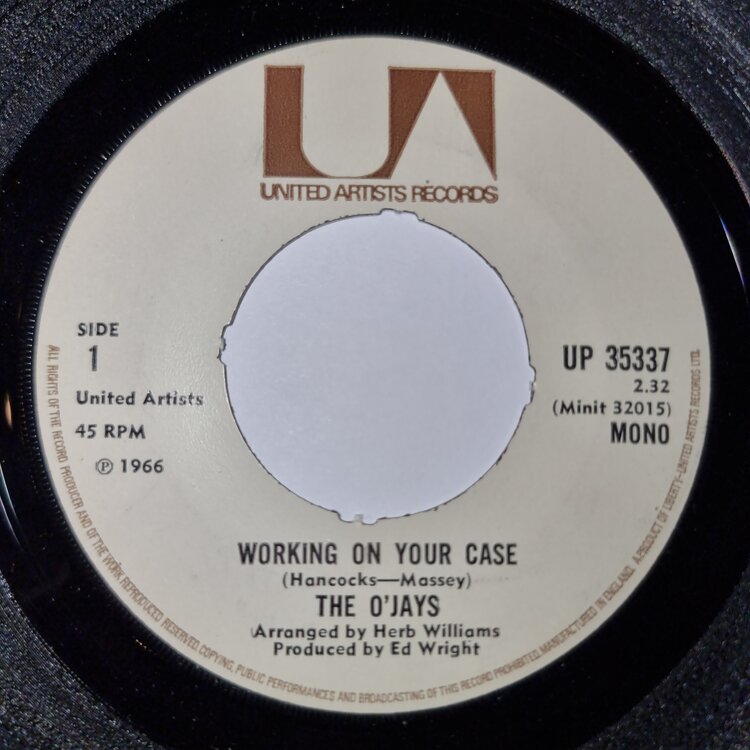 UA
UNITED ARTISTS RECORDS
SIDE
1
United Artists
45 RPM
℗ 1966
UP 35337
2.32
(Minit 32015)
MONO
WORKING ON YOUR CASE
(Hancocks—Massey)
THE O'JAYS
Arranged by Herb Williams
Produced by Ed Wright
ALL RIGHTS OF THE RECORD PRODUCER AND OF THE WORK REPRODUCED RESERVED. COPYING, PUBLIC PERFORMANCES AND BROADCASTING OF THIS RECORD PROHIBITED. MANUFACTURED IN ENGLAND. A PRODUCT OF LIBERTY—UNITED ARTISTS RECORDS LTD.